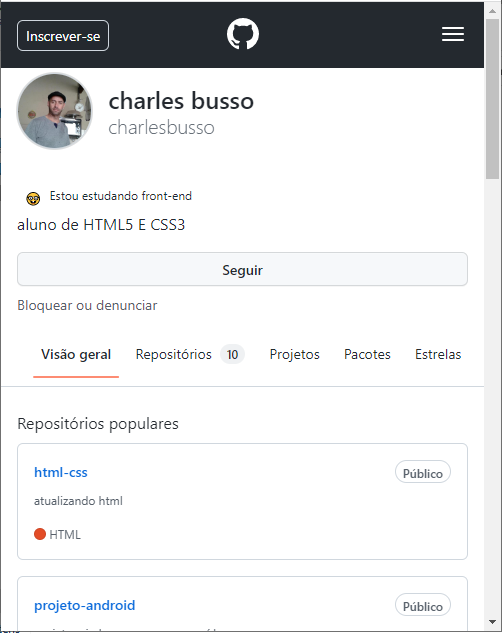 Inscrever-se
charles busso
charlesbusso
Estou estudando front-end
aluno de HTML5 E CSS3
Seguir
Bloquear ou denunciar
Visão geral Repositórios 10 Projetos Pacotes Estrelas
Repositórios populares
html-css Público
atualizando html
HTML
projeto-android Público